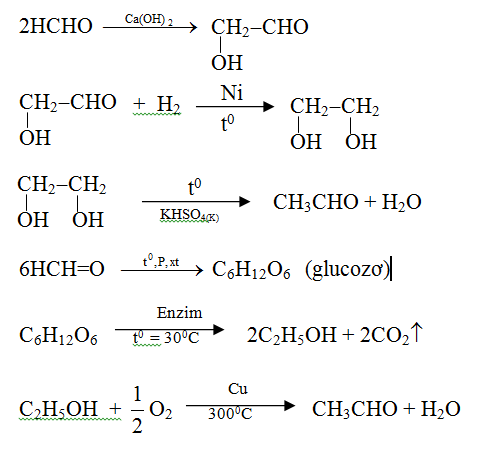 Ca(OH) 2
2HCHO → CH2–CHO
OH
Ni
CH2–CHO + H2 → CH2–CH2
t0
OH OH OH
CH2–CH2 t0
→ CH3CHO + H2O
OH OH KHSO4(K)
t0,P, xt
6HCH=O → C6H12O6 (glucozơ)
Enzim
C6H12O6 → 2C2H5OH + 2CO2↑
t0 = 300C
Cu
C2H5OH + 1/2 O2 → CH3CHO + H2O
3000C